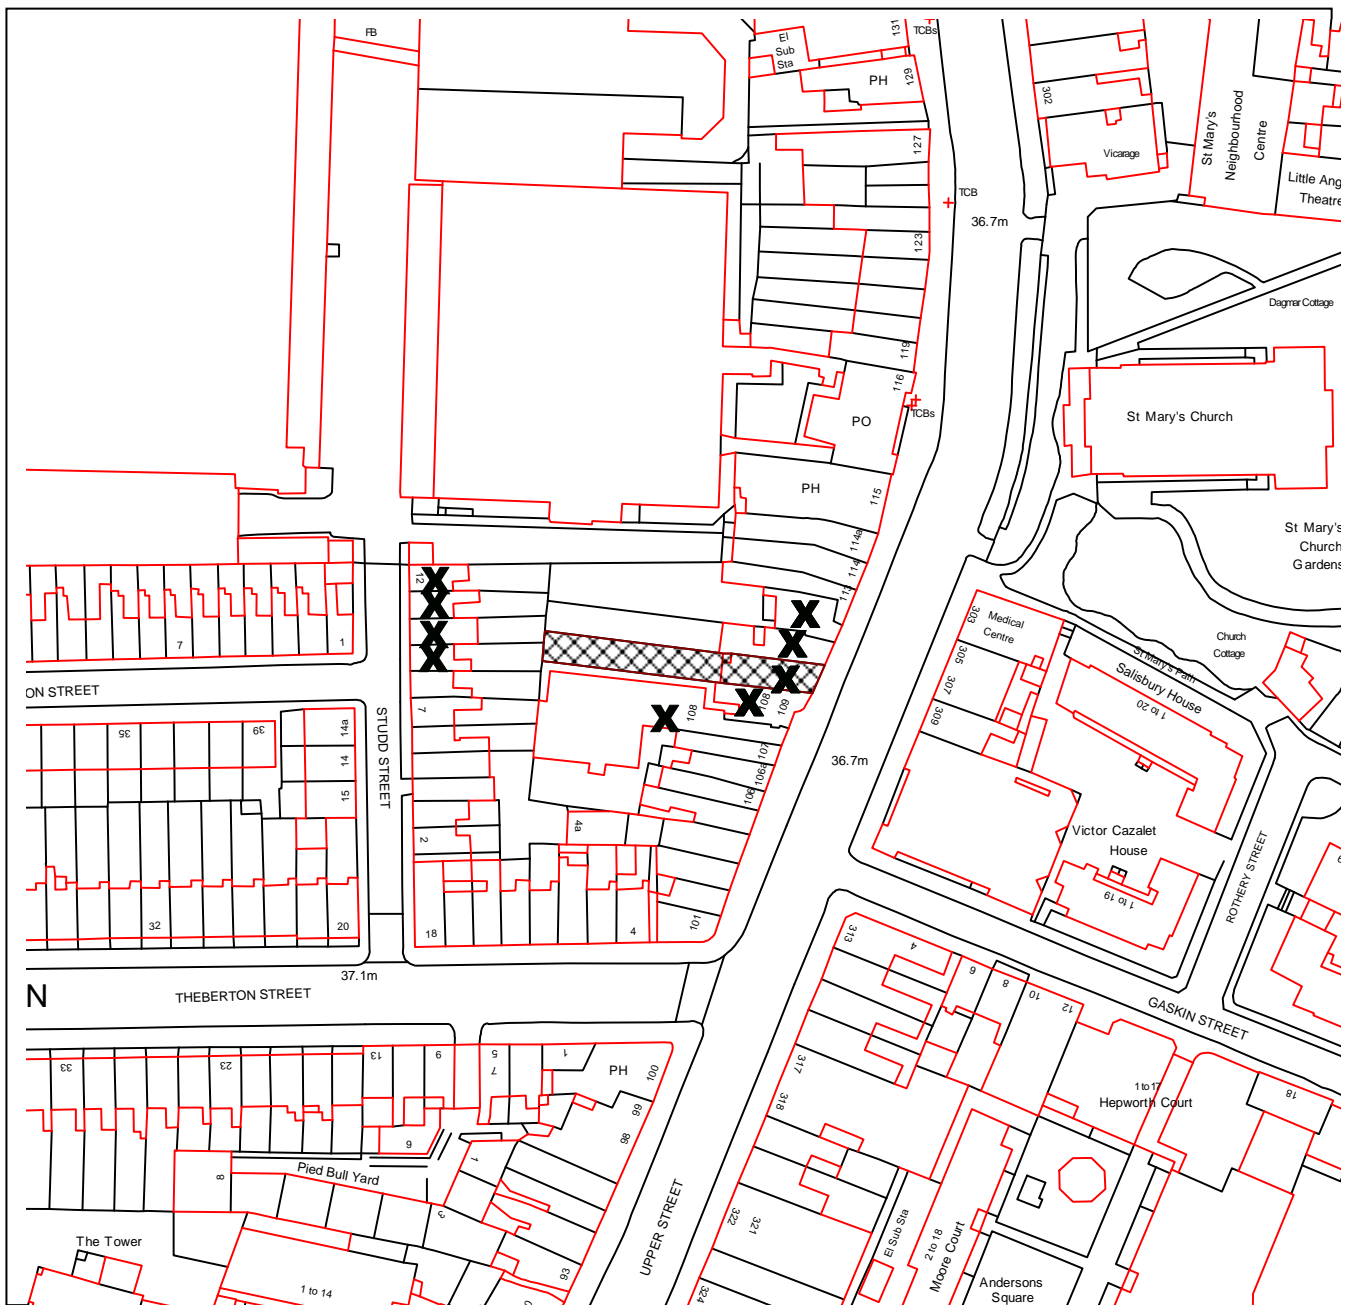 FB
El
Sub
Sta
131
TCBs
PH
129
302
St Mary's
Neighbourhood
Centre
Vicarage
Little Ang
Theatre
127
TCB
36.7m
123
Dagmar Cottage
119
116
TCBs
PO
St Mary's Church
PH
115
St Mary's
Church
Gardens
114a
114
113
12
X
X
X
X
X
X
X
X
X
303
Medical
Centre
305
307
309
St Mary's Path
Salisbury House
1 to 20
Church
Cottage
7
1
ON STREET
STUDD STREET
7
108
108
109
107
106a
106
36.7m
35
39
14a
14
15
2
4a
Victor Cazalet
House
1 to 19
ROTHERY STREET
32
20
18
4
101
37.1m
N
THEBERTON STREET
313
4
6
8
10
12
GASKIN STREET
33
23
13
9
5
7
1
PH
100
99
98
317
318
1 to 17
Hepworth Court
18
9
Pied Bull Yard
8
1
3
UPPER STREET
322
321
El Sub Sta
2 to 18
Moore Court
The Tower
1 to 14
93
324
Andersons
Square